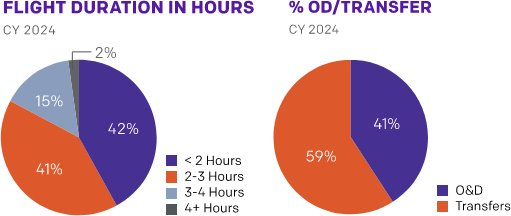 FLIGHT DURATION IN HOURS
CY 2024
2%
15%
42%
41%
< 2 Hours
2-3 Hours
3-4 Hours
4+ Hours
% OD/TRANSFER
CY 2024
41%
59%
O&D
Transfers